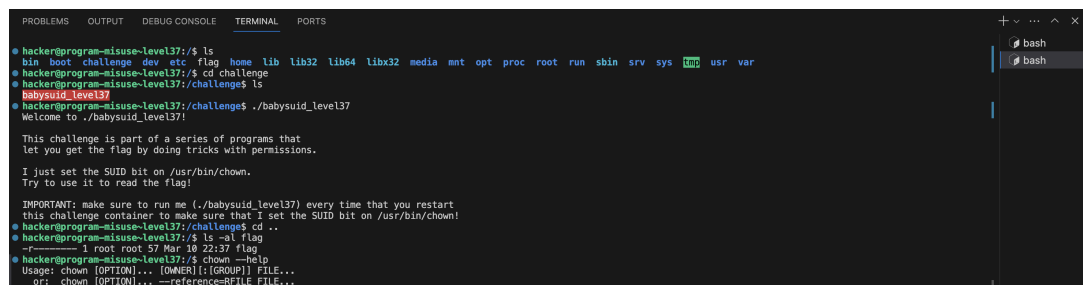 PROBLEMS OUTPUT DEBUG CONSOLE TERMINAL PORTS
bash
bash
hacker@program-misuse~level37:/$ ls
bin boot challenge dev etc flag home lib lib32 lib64 libx32 media mnt opt proc root run sbin srv sys tmp usr var
hacker@program-misuse~level37:/$ cd challenge
hacker@program-misuse~level37:/challenge$ ls
babysuid_level37
hacker@program-misuse~level37:/challenge$ ./babysuid_level37
Welcome to ./babysuid_level37!
This challenge is part of a series of programs that
let you get the flag by doing tricks with permissions.
I just set the SUID bit on /usr/bin/chown.
Try to use it to read the flag!
IMPORTANT: make sure to run me (./babysuid_level37) every time that you restart
this challenge container to make sure that I set the SUID bit on /usr/bin/chown!
hacker@program-misuse~level37:/challenge$ cd ..
hacker@program-misuse~level37:/$ ls -al flag
-r-------- 1 root root 57 Mar 10 22:37 flag
hacker@program-misuse~level37:/$ chown --help
Usage: chown [OPTION]... [OWNER][:[GROUP]] FILE...
or: chown [OPTION]... --reference=RFILE FILE...